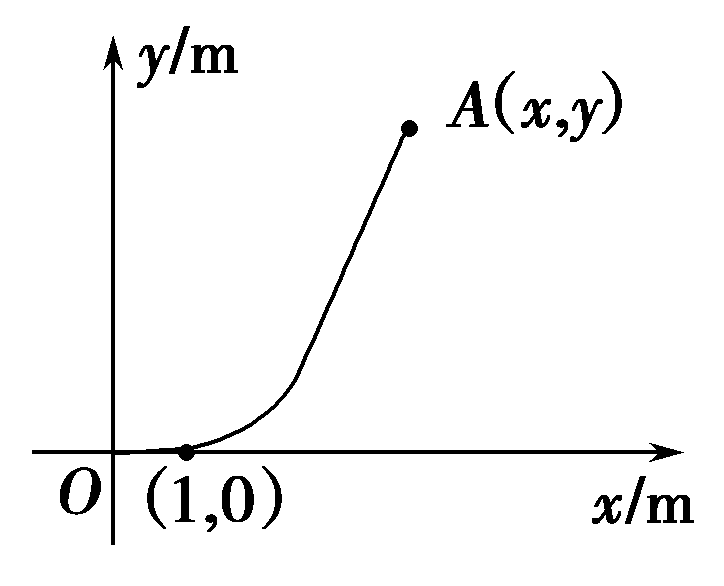 y/m
A(x,y)
O
(1,0)
x/m